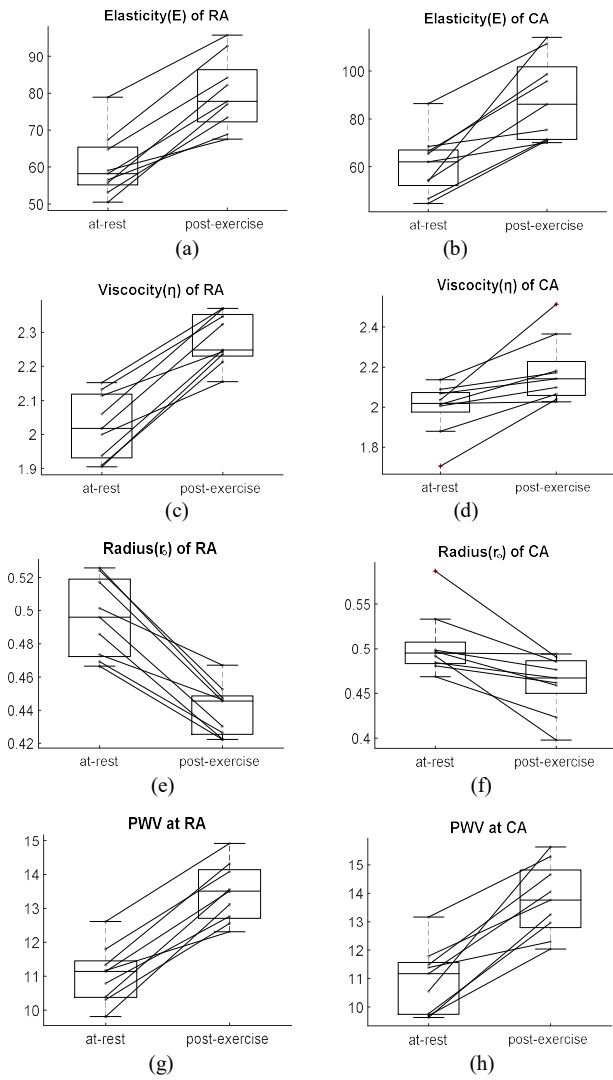 Elasticity(E) of RA
90
80
70
60
50
at-rest post-exercise
(a)
Elasticity(E) of CA
100
80
60
at-rest post-exercise
(b)
Viscocity(η) of RA
2.3
2.2
2.1
2
1.9
at-rest post-exercise
(c)
Viscocity(η) of CA
2.4
2.2
2
1.8
at-rest post-exercise
(d)
Radius(r₀) of RA
0.52
0.5
0.48
0.46
0.44
0.42
at-rest post-exercise
(e)
Radius(r₀) of CA
0.55
0.5
0.45
0.4
at-rest post-exercise
(f)
PWV at RA
15
14
13
12
11
10
at-rest post-exercise
(g)
PWV at CA
15
14
13
12
11
10
at-rest post-exercise
(h)